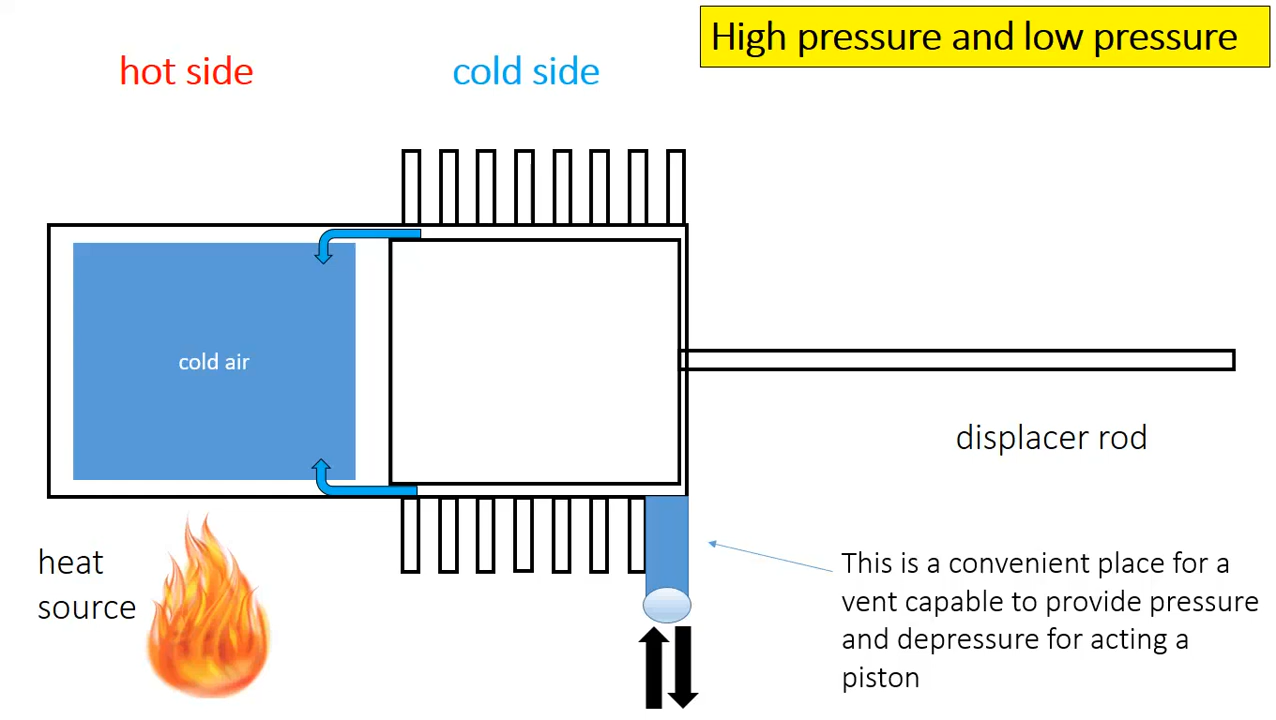 High pressure and low pressure
hot side
cold side
cold air
displacer rod
heat
source
This is a convenient place for a
vent capable to provide pressure
and depressure for acting a
piston